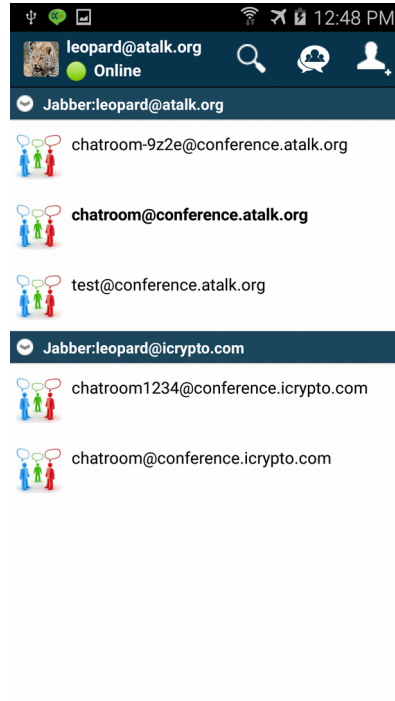 12:48 PM
leopard@atalk.org
Online
Jabber:leopard@atalk.org
chatroom-9z2e@conference.atalk.org
chatroom@conference.atalk.org
test@conference.atalk.org
Jabber:leopard@icrypto.com
chatroom1234@conference.icrypto.com
chatroom@conference.icrypto.com